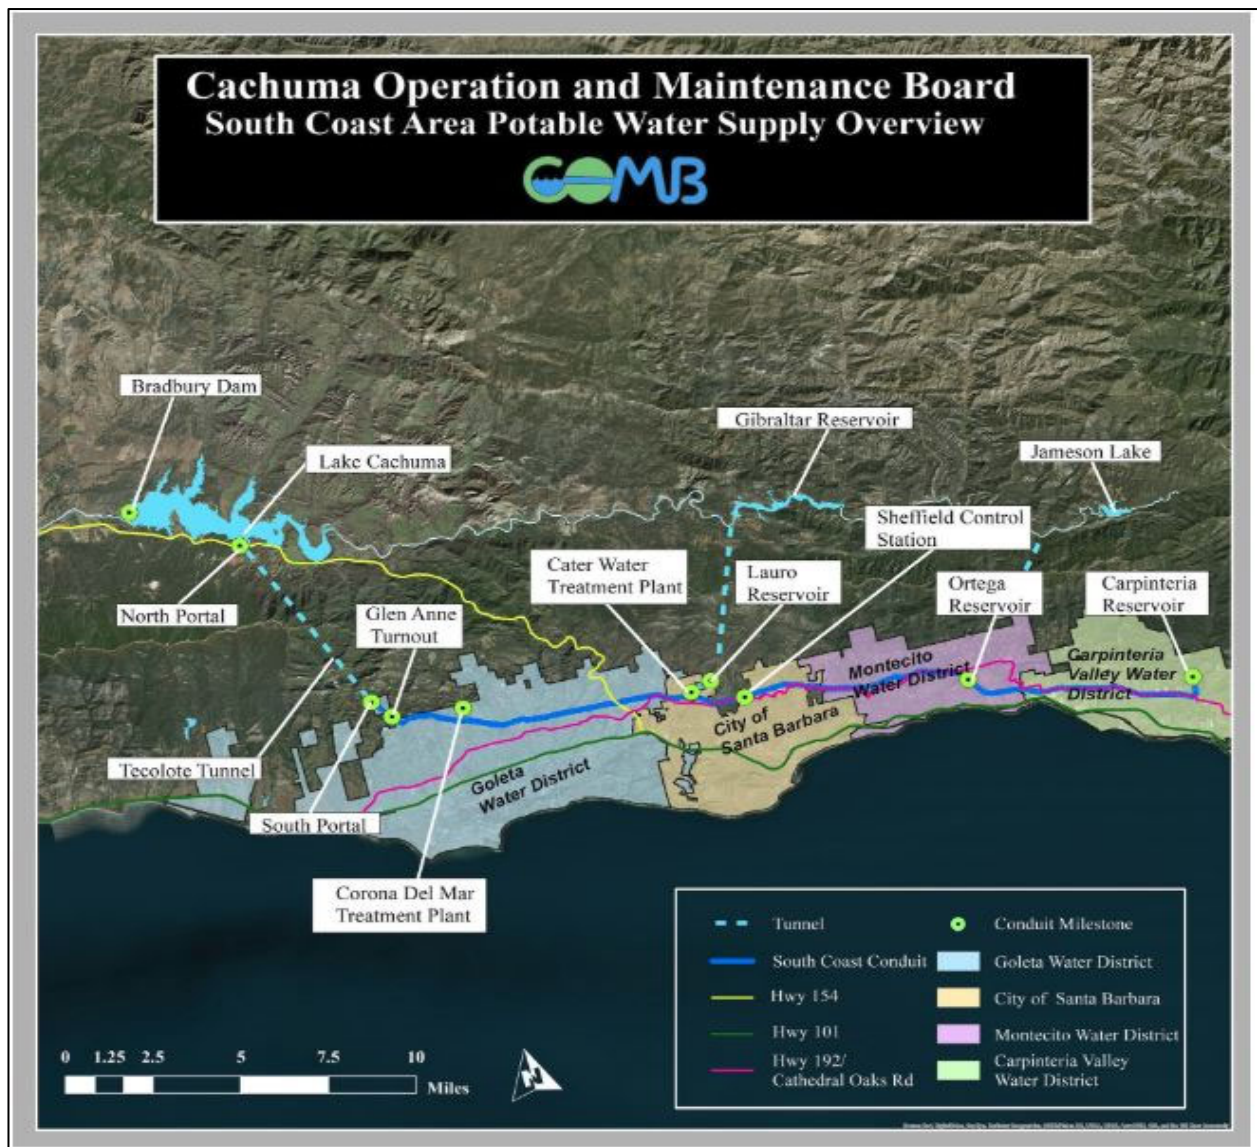 Cachuma Operation and Maintenance Board
South Coast Area Potable Water Supply Overview
COMB
Bradbury Dam
Lake Cachuma
Gibraltar Reservoir
Jameson Lake
Sheffield Control
Station
Cater Water
Treatment Plant
Lauro
Reservoir
Ortega
Reservoir
Carpinteria
Reservoir
North Portal
Glen Anne
Turnout
Montecito
Water District
Carpinteria
Valley Water
District
City of
Santa Barbara
Tecolote Tunnel
Goleta
Water District
South Portal
Corona Del Mar
Treatment Plant
Tunnel
Conduit Milestone
South Coast Conduit
Goleta Water District
Hwy 154
City of Santa Barbara
Hwy 101
Montecito Water District
Hwy 192/
Cathedral Oaks Rd
Carpinteria Valley
Water District
0 1.25 2.5 5 7.5 10
Miles
N